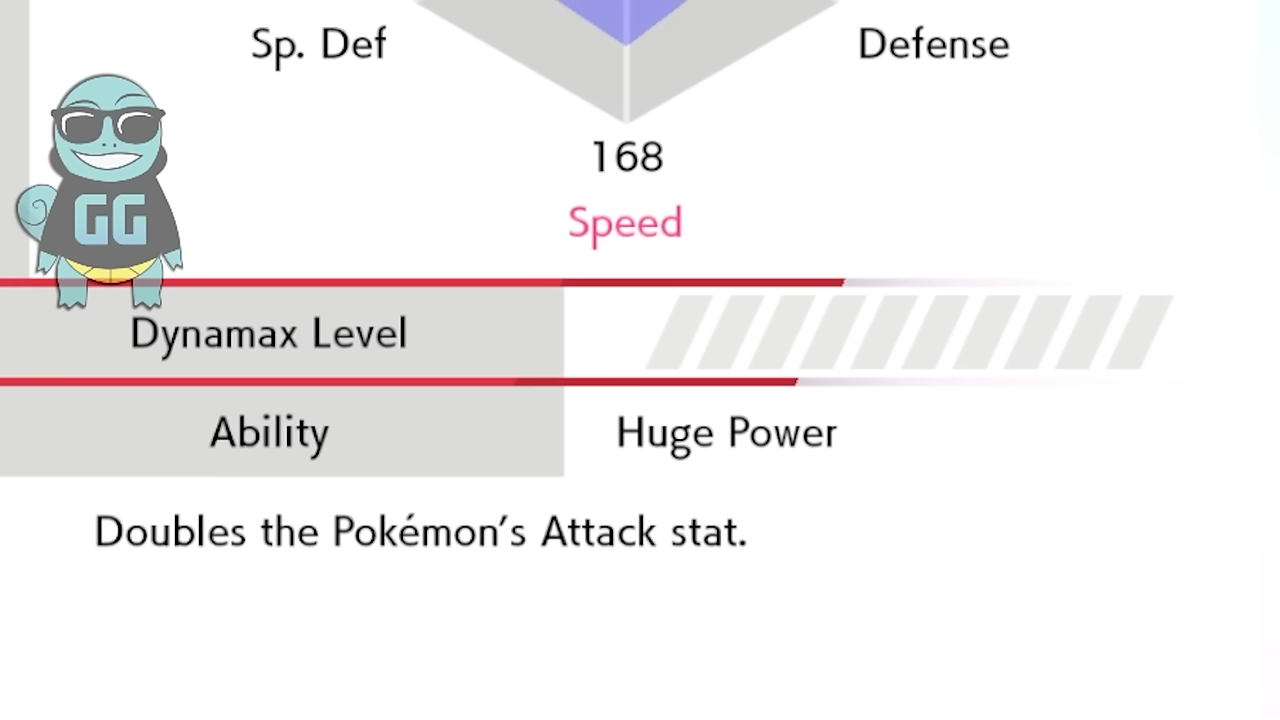 Sp. Def
Defense
168
Speed
GG
Dynamax Level
Ability
Huge Power
Doubles the Pokémon's Attack stat.